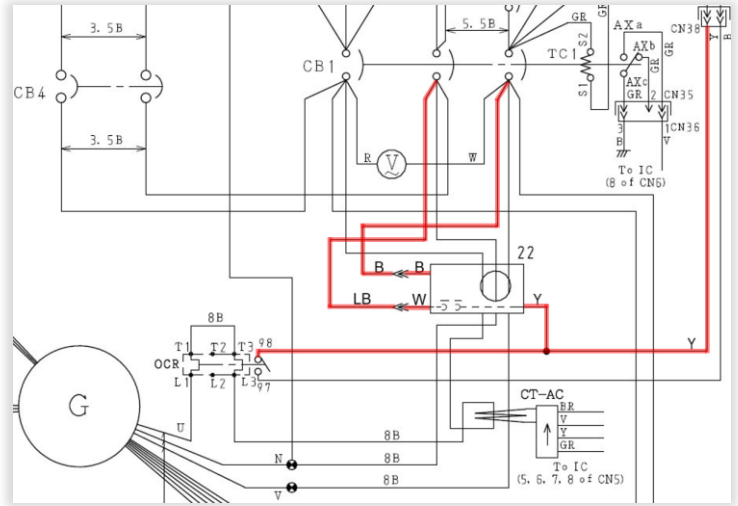 3. 5B
5. 5B
GR
GR
AXa
CN38
Y
B
S2
TC1
AXb
GR
CB1
S1
AXc
GR
2
CN35
CB4
3
1
CN36
B
V
3. 5B
R
V
W
To IC
(8 of CN6)
22
B
B
LB
W
Y
8B
T1
T2
T3
98
Y
OCR
L1
L2
L3
97
G
CT-AC
BR
V
Y
GR
U
8B
N
8B
To IC
(5. 6. 7. 8 of CN5)
V
8B